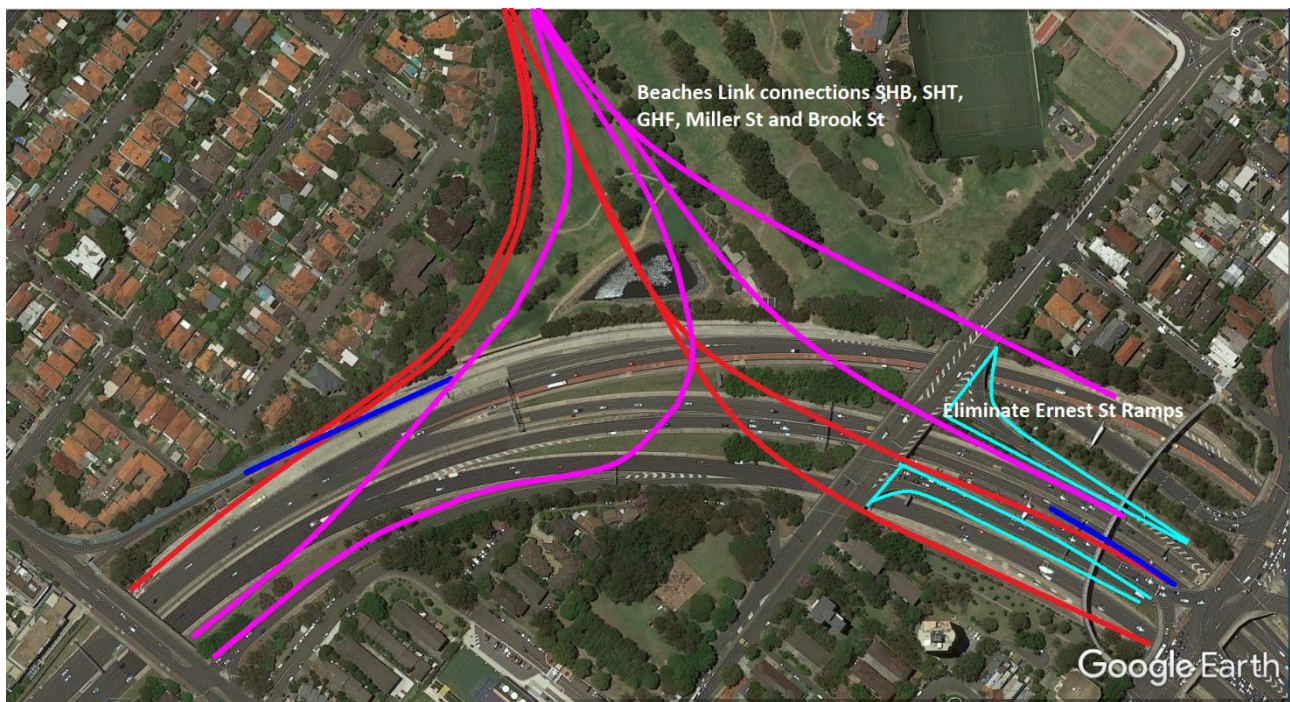 Beaches Link connections SHB, SHT,
GHF, Miller St and Brook St
Eliminate Ernest St Ramps
Google Earth